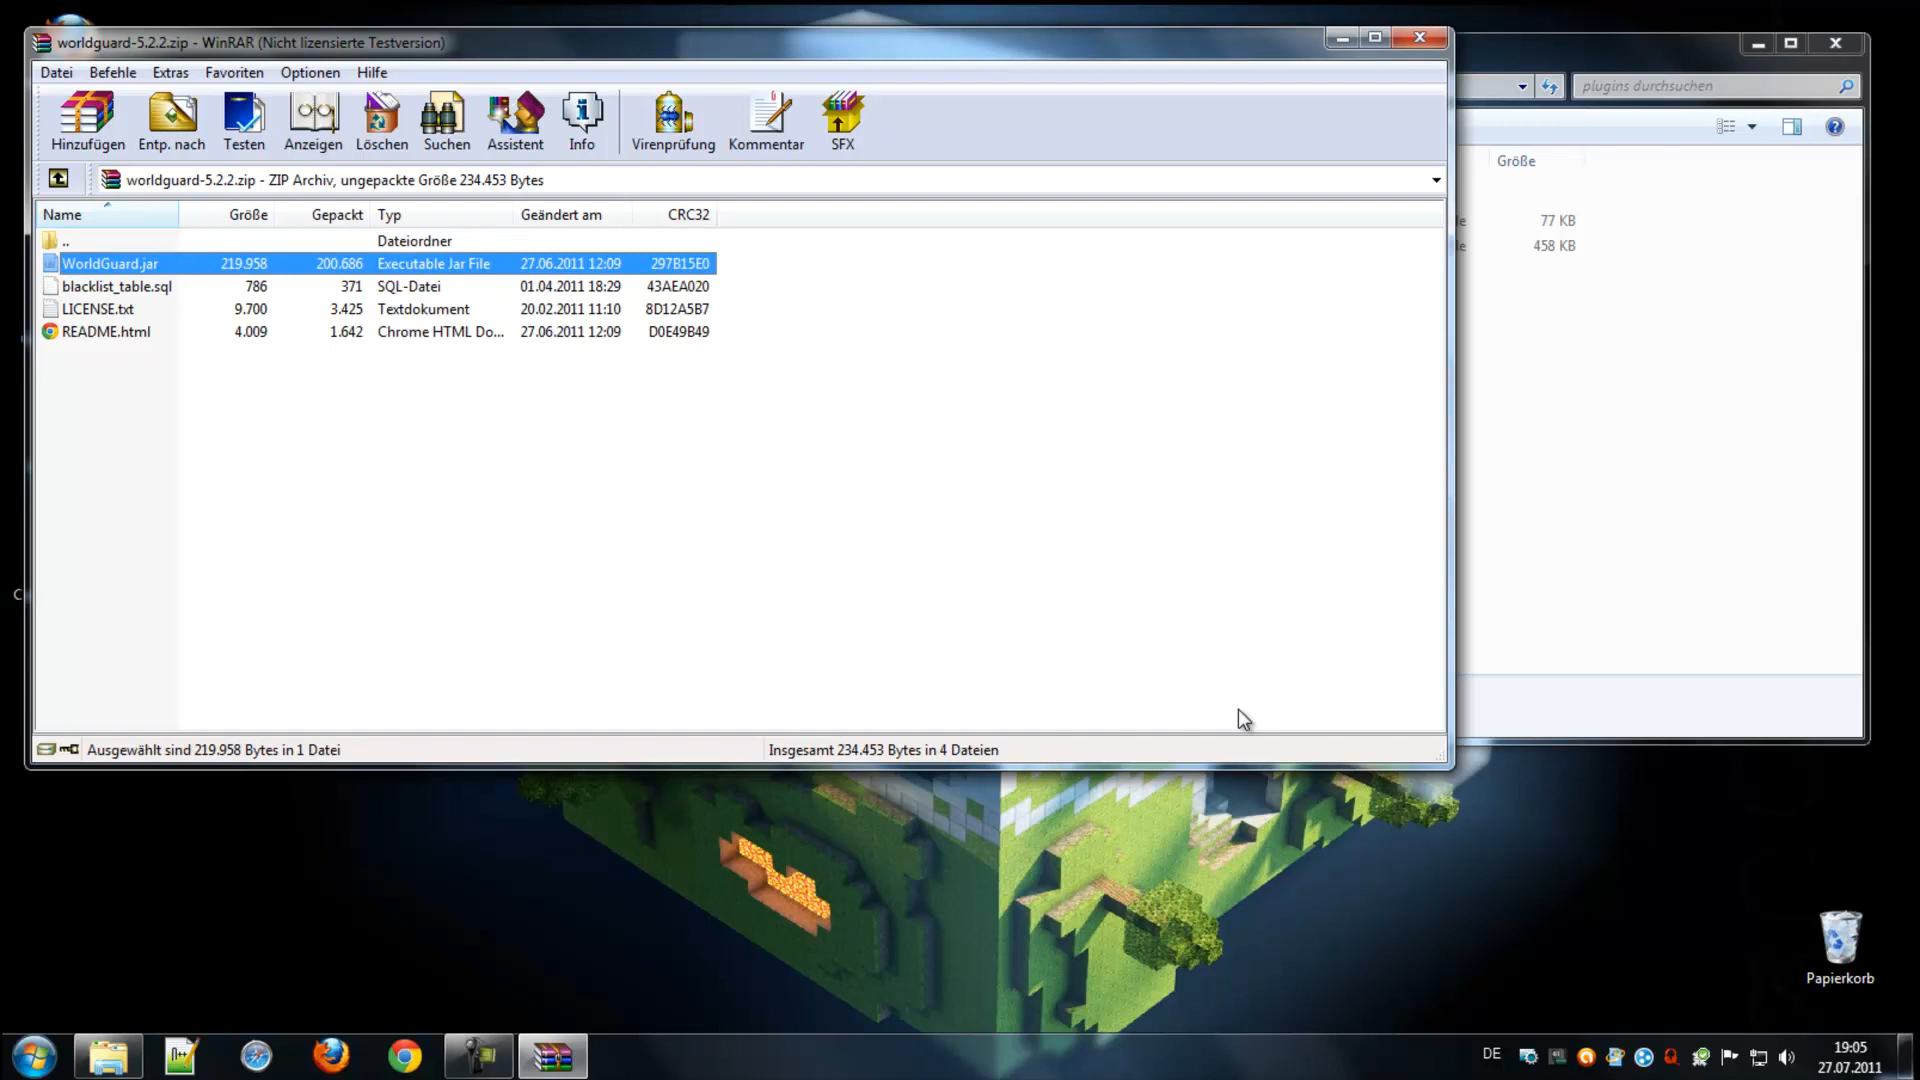 worldguard-5.2.2.zip - WinRAR (Nicht lizensierte Testversion)
Datei Befehle Extras Favoriten Optionen Hilfe
Hinzufügen Entp. nach Testen Anzeigen Löschen Suchen Assistent Info Virenprüfung Kommentar SFX
worldguard-5.2.2.zip - ZIP Archiv, ungepackte Größe 234.453 Bytes
Name Größe Gepackt Typ Geändert am CRC32
.. Dateiordner
WorldGuard.jar 219.958 200.686 Executable Jar File 27.06.2011 12:09 297B15E0
blacklist_table.sql 786 371 SQL-Datei 01.04.2011 18:29 43AEA020
LICENSE.txt 9.700 3.425 Textdokument 20.02.2011 11:10 8D12A5B7
README.html 4.009 1.642 Chrome HTML Do... 27.06.2011 12:09 D0E49B49
Ausgewählt sind 219.958 Bytes in 1 Datei Insgesamt 234.453 Bytes in 4 Dateien
plugins durchsuchen
Größe
77 KB
458 KB
Papierkorb
DE
19:05
27.07.2011